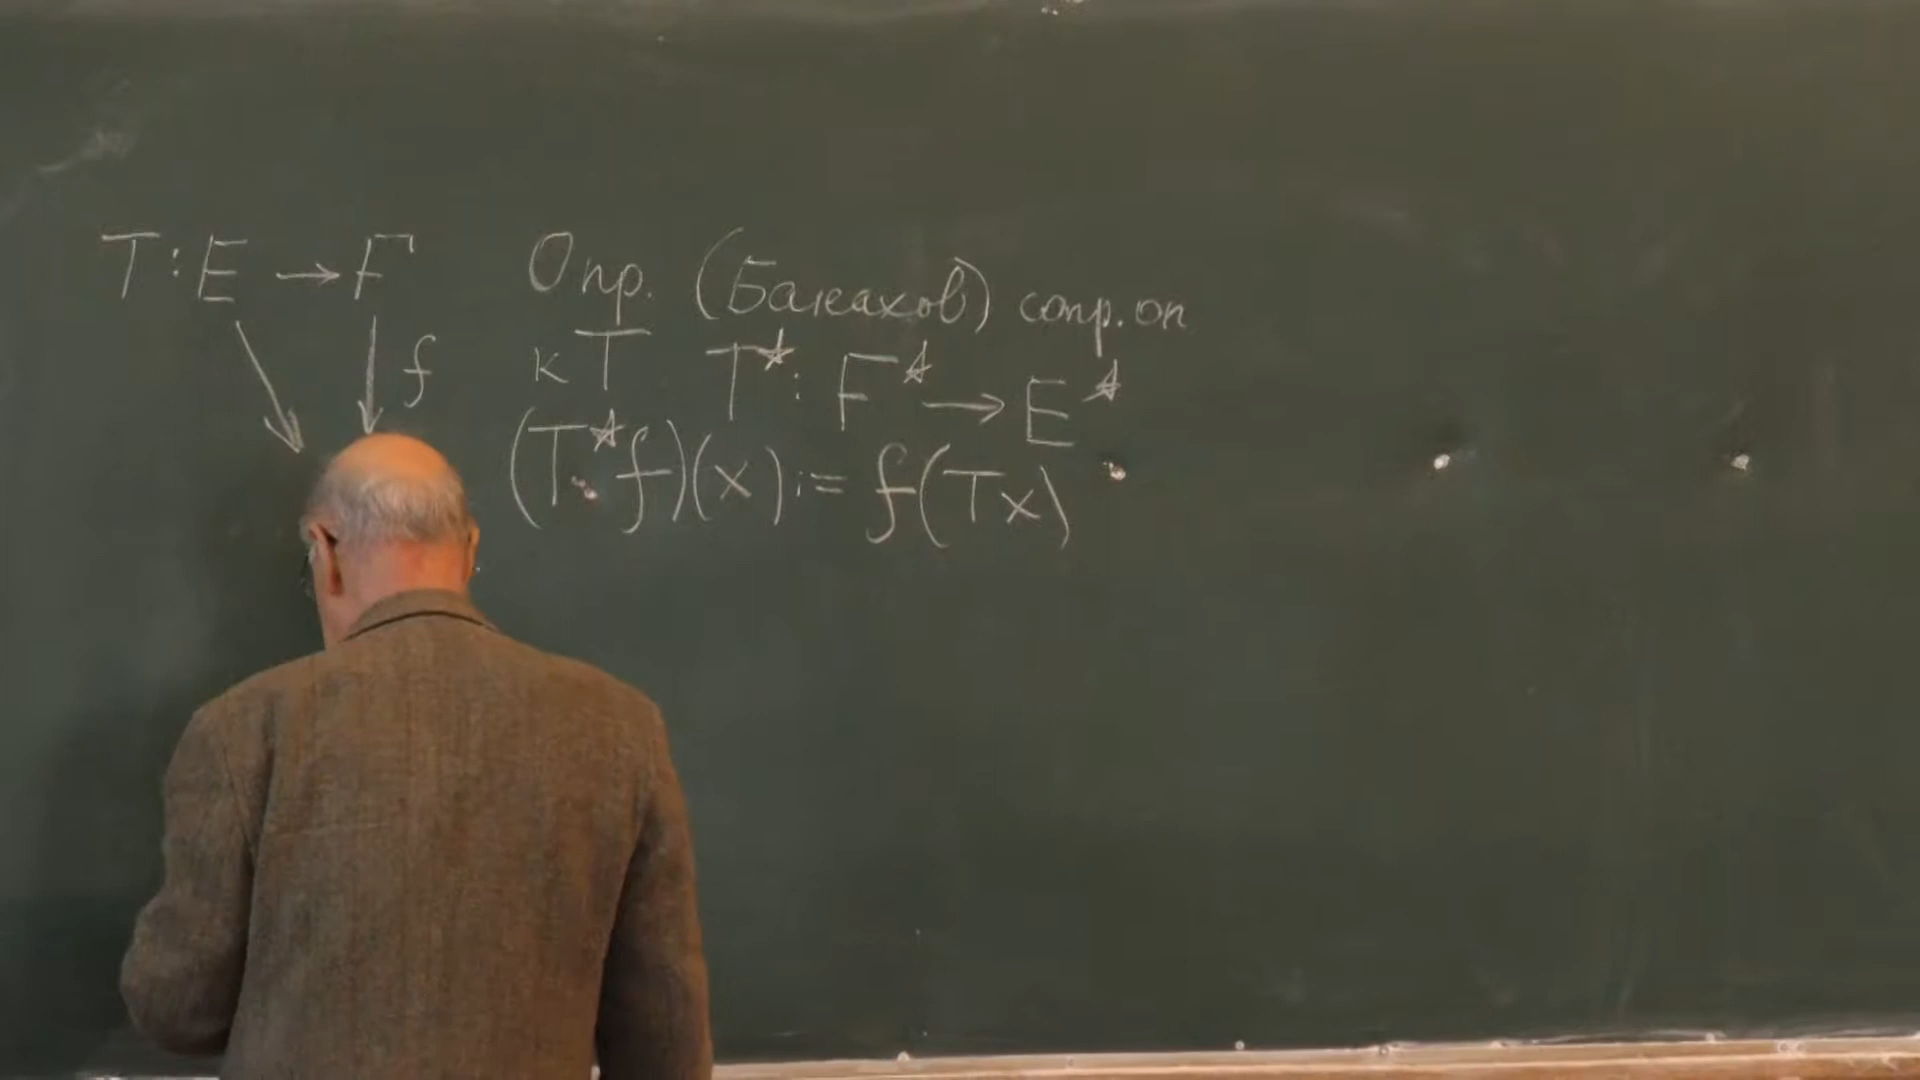 T : E → F
f
Опр. (Банахов) сопр. оп
к T T* : F* → E*
(T*f)(x) := f(Tx)